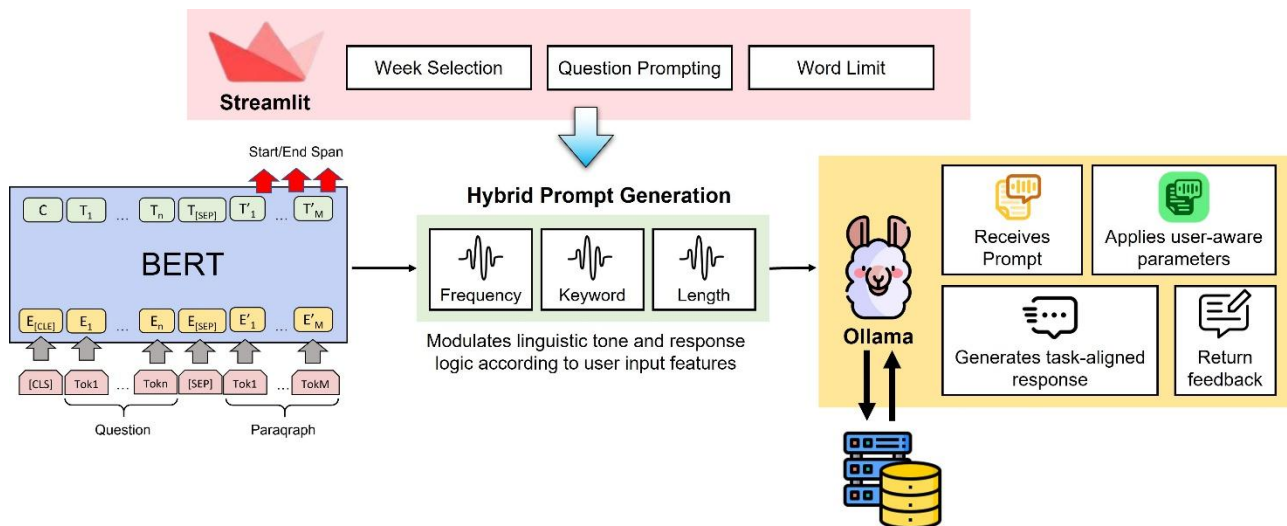 Streamlit
Week Selection
Question Prompting
Word Limit
Start/End Span
C T1 ... Tn T[SEP] T'1 ... T'M
BERT
E[CLE] E1 ... En E[SEP] E'1 ... E'M
[CLS] Tok1 ... Tokn [SEP] Tok1 ... TokM
Question
Paraqraph
Hybrid Prompt Generation
Frequency
Keyword
Length
Modulates linguistic tone and response
logic according to user input features
Ollama
Receives
Prompt
Applies user-aware
parameters
Generates task-aligned
response
Return
feedback